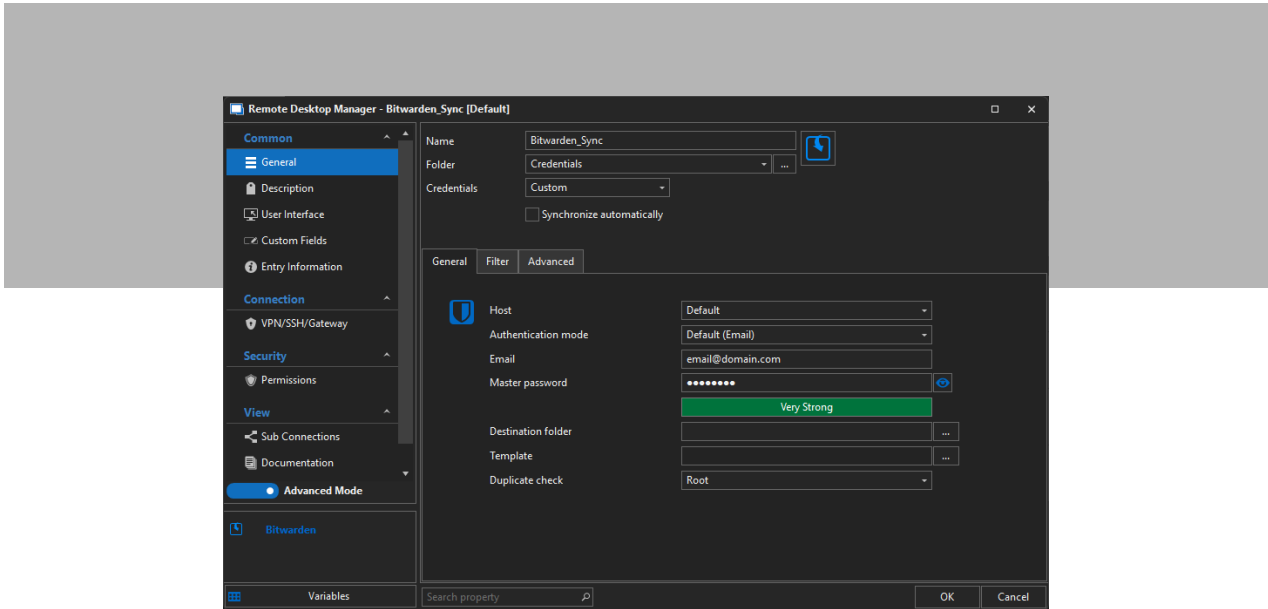 Remote Desktop Manager - Bitwarden_Sync [Default]
Common
General
Description
User Interface
Custom Fields
Entry Information
Connection
VPN/SSH/Gateway
Security
Permissions
View
Sub Connections
Documentation
Advanced Mode
Bitwarden
Variables
Name Bitwarden_Sync
Folder Credentials ...
Credentials Custom
Synchronize automatically
General Filter Advanced
Host Default
Authentication mode Default (Email)
Email email@domain.com
Master password ••••••••
Very Strong
Destination folder ...
Template ...
Duplicate check Root
Search property OK Cancel